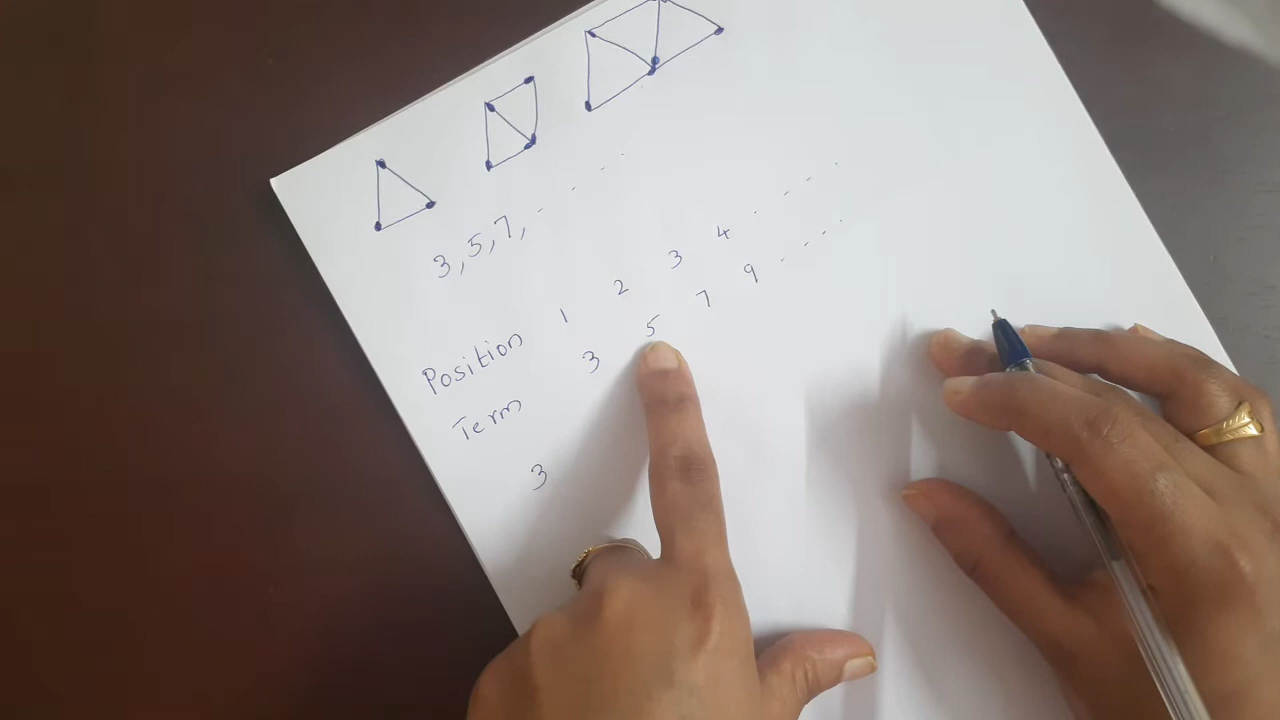 3, 5, 7, - - - -
Position 1 2 3 4 - - - -
Term 3 5 7 9 - - - -
3